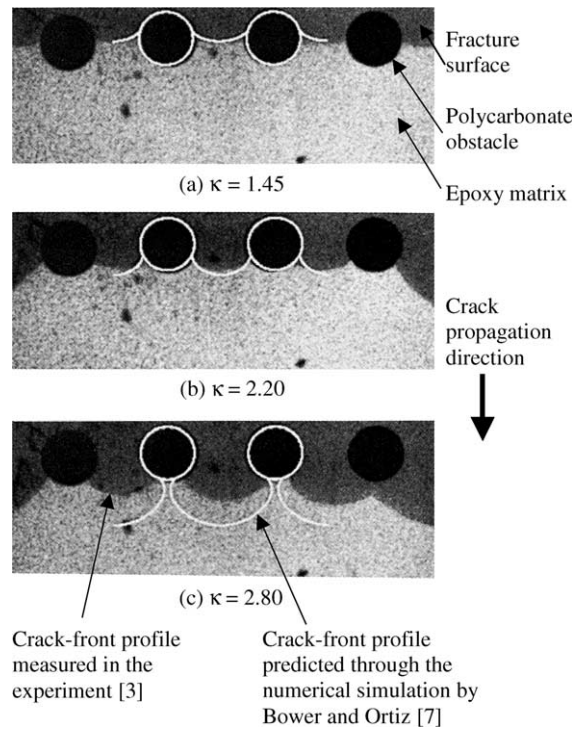 Fracture
surface
Polycarbonate
obstacle
(a) κ = 1.45
Epoxy matrix
Crack
propagation
direction
(b) κ = 2.20
(c) κ = 2.80
Crack-front profile
measured in the
experiment [3]
Crack-front profile
predicted through the
numerical simulation by
Bower and Ortiz [7]